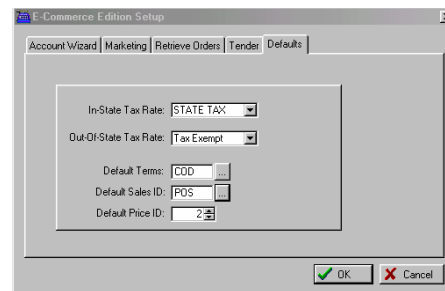 E-Commerce Edition Setup
Account Wizard Marketing Retrieve Orders Tender Defaults
In-State Tax Rate: STATE TAX
Out-Of-State Tax Rate: Tax Exempt
Default Terms: COD ...
Default Sales ID: POS ...
Default Price ID: 2
OK Cancel